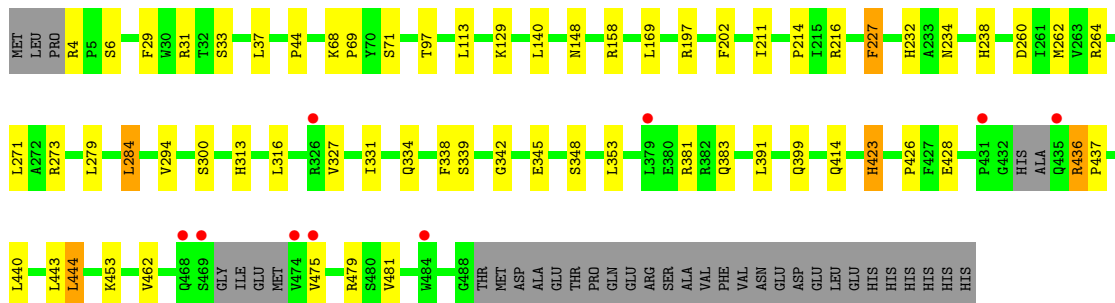 MET LEU PRO R4 P5 S6 F29 W30 R31 T32 S33 L37 P44 K68 P69 Y70 S71 T97 L113 K129 L140 N148 R158 L169 R197 F202 I211 P214 I215 R216 F227 H232 A233 N234 H238 D260 I261 M262 V263 R264
L271 A272 R273 L279 L284 V294 S300 H313 L316 R326 V327 I331 Q334 F338 S339 G342 E345 S348 L353 L379 E380 R381 R382 Q383 L391 Q399 Q414 H423 P426 F427 E428 P431 G432 HIS ALA Q435 R436 P437
L440 L443 L444 K453 V462 Q468 S469 GLY ILE GLU MET V474 V475 R479 S480 V481 W484 G488 THR MET ASP ALA GLU THR PRO GLN GLU ARG SER ALA VAL PHE VAL ASN GLU ASP GLU LEU GLU HIS HIS HIS HIS HIS HIS